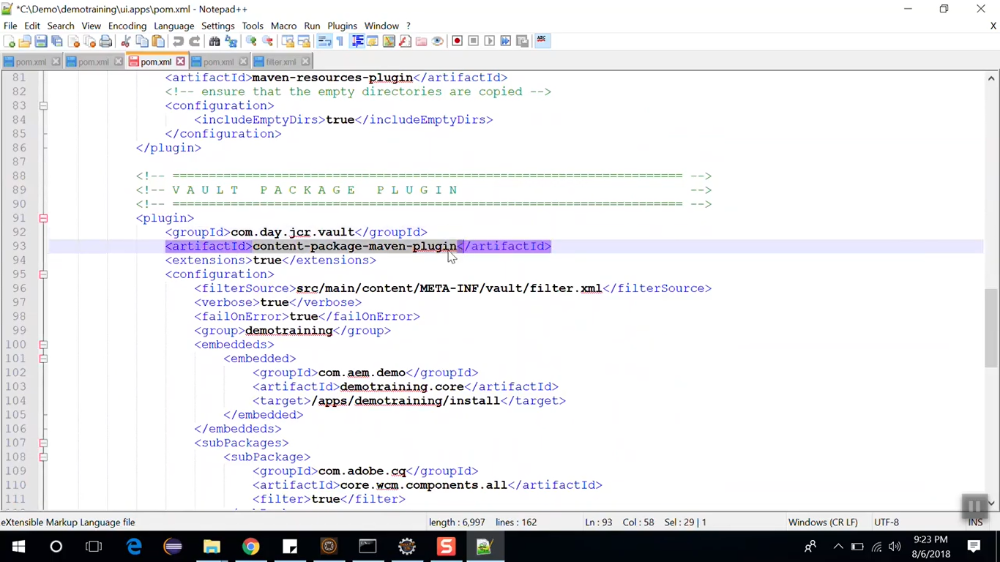 *C:\Demo\demotraining\ui.apps\pom.xml - Notepad++
File Edit Search View Encoding Language Settings Tools Macro Run Plugins Window ? X
ABC
pom.xml pom.xml pom.xml pom.xml filter.xml
81 <artifactId>maven-resources-plugin</artifactId>
82 <!-- ensure that the empty directories are copied -->
83 <configuration>
84 <includeEmptyDirs>true</includeEmptyDirs>
85 </configuration>
86 </plugin>
87
88 <!-- ====================================================================== -->
89 <!-- V A U L T   P A C K A G E   P L U G I N -->
90 <!-- ====================================================================== -->
91 <plugin>
92 <groupId>com.day.jcr.vault</groupId>
93 <artifactId>content-package-maven-plugin</artifactId>
94 <extensions>true</extensions>
95 <configuration>
96 <filterSource>src/main/content/META-INF/vault/filter.xml</filterSource>
97 <verbose>true</verbose>
98 <failOnError>true</failOnError>
99 <group>demotraining</group>
100 <embeddeds>
101 <embedded>
102 <groupId>com.aem.demo</groupId>
103 <artifactId>demotraining.core</artifactId>
104 <target>/apps/demotraining/install</target>
105 </embedded>
106 </embeddeds>
107 <subPackages>
108 <subPackage>
109 <groupId>com.adobe.cq</groupId>
110 <artifactId>core.wcm.components.all</artifactId>
111 <filter>true</filter>
eXtensible Markup Language file length : 6,997 lines : 162 Ln : 93 Col : 58 Sel : 29 | 1 Windows (CR LF) UTF-8 INS
S
9:23 PM
8/6/2018